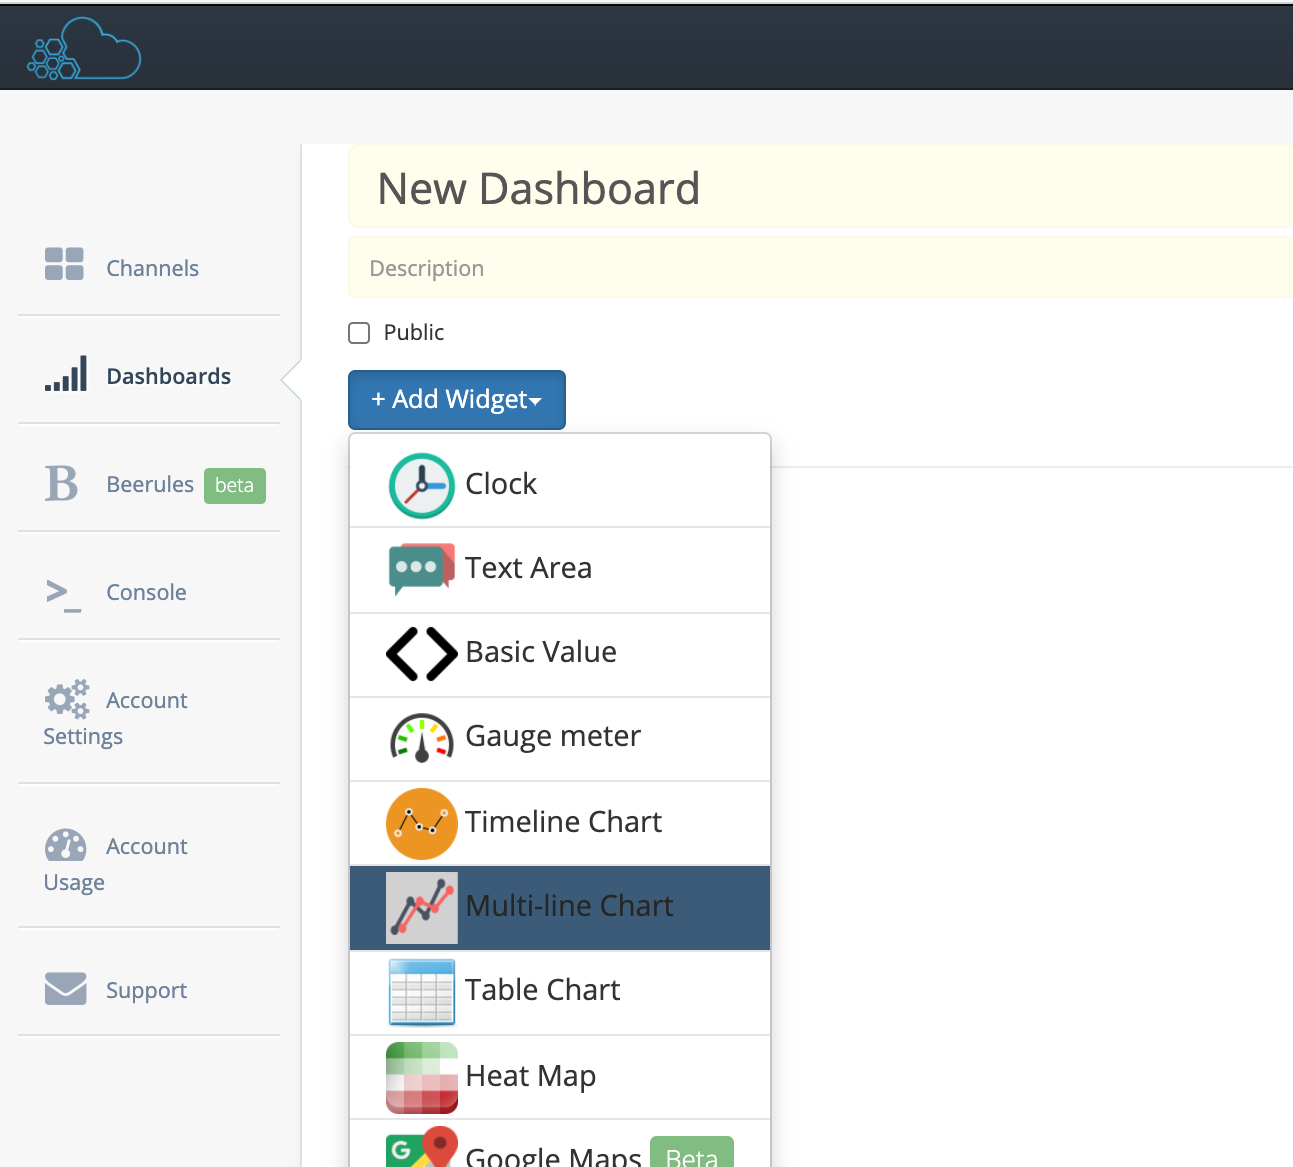 New Dashboard
Description
Public
+ Add Widget
Channels
Dashboards
B Beerules beta
>_ Console
Account
Settings
Account
Usage
Support
Clock
Text Area
Basic Value
Gauge meter
Timeline Chart
Multi-line Chart
Table Chart
Heat Map
G Google Maps Beta